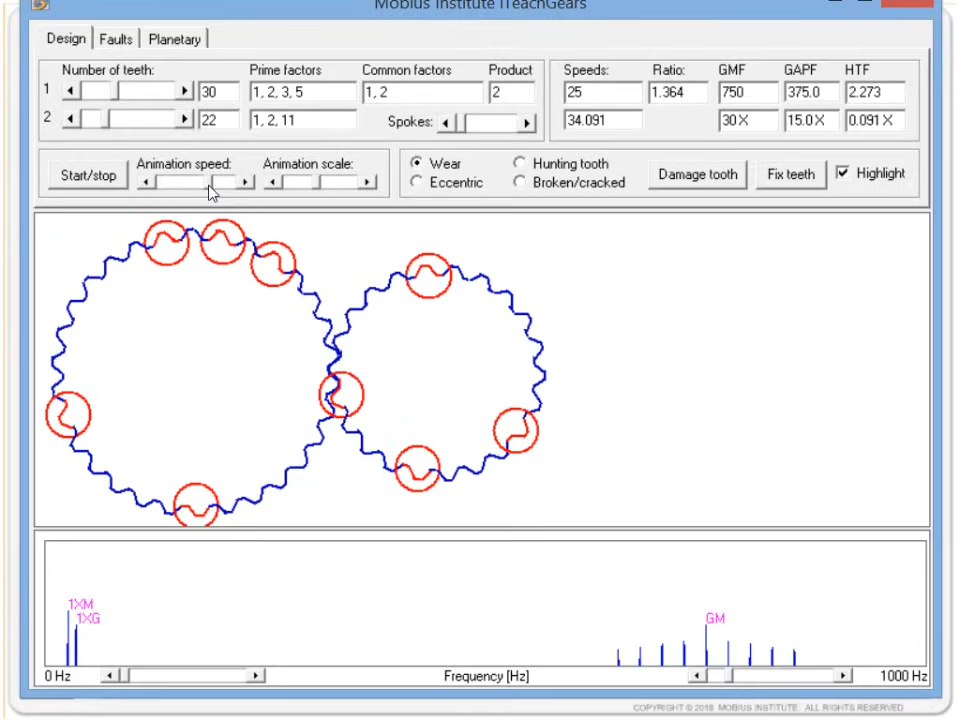 Mobius Institute iTeachGears
Design Faults Planetary
Number of teeth: Prime factors Common factors Product Speeds: Ratio: GMF GAPF HTF
1 30 1, 2, 3, 5 1, 2 2 25 1.364 750 375.0 2.273
2 22 1, 2, 11 Spokes: 34.091 30 X 15.0 X 0.091 X
Start/stop Animation speed: Animation scale: Wear Hunting tooth Damage tooth Fix teeth Highlight
Eccentric Broken/cracked
1XM
1XG GM
0 Hz Frequency [Hz] 1000 Hz
COPYRIGHT © 2018 MOBIUS INSTITUTE. ALL RIGHTS RESERVED